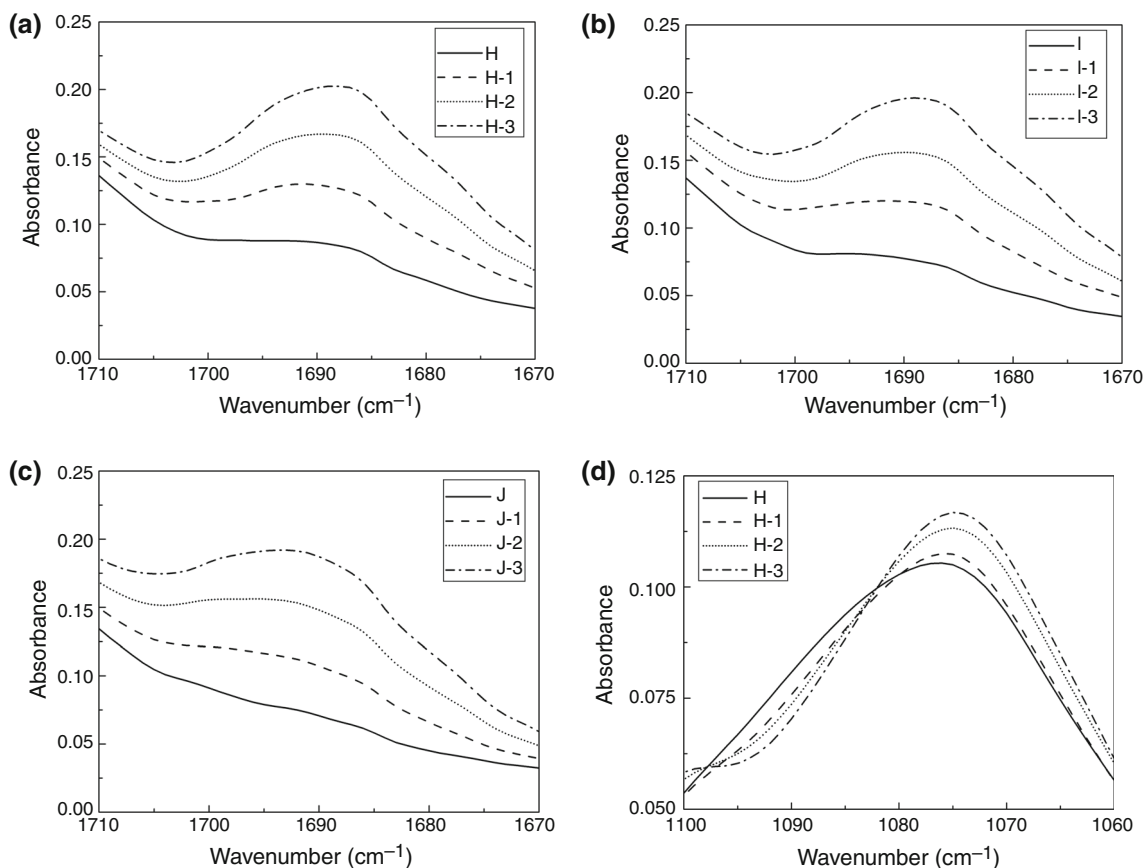 (a)
0.25
0.20
0.15
0.10
0.05
0.00
Absorbance
H
H-1
H-2
H-3
1710
1700
1690
1680
1670
Wavenumber (cm⁻¹)
(b)
0.25
0.20
0.15
0.10
0.05
0.00
Absorbance
I
I-1
I-2
I-3
1710
1700
1690
1680
1670
Wavenumber (cm⁻¹)
(c)
0.25
0.20
0.15
0.10
0.05
0.00
Absorbance
J
J-1
J-2
J-3
1710
1700
1690
1680
1670
Wavenumber (cm⁻¹)
(d)
0.125
0.100
0.075
0.050
Absorbance
H
H-1
H-2
H-3
1100
1090
1080
1070
1060
Wavenumber (cm⁻¹)